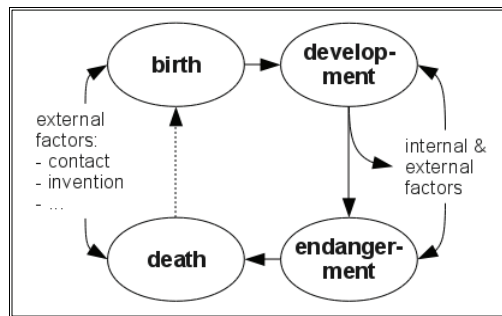 birth
develop-
ment
external
factors:
- contact
- invention
- ...
internal &
external
factors
death
endanger-
ment